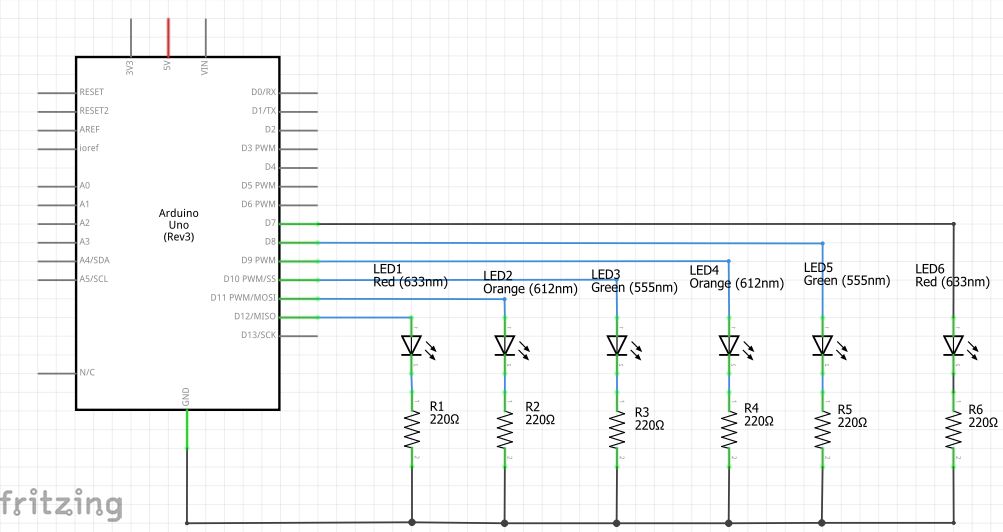 3V3
5V
VIN
RESET
RESET2
AREF
ioref
A0
A1
A2
A3
A4/SDA
A5/SCL
N/C
Arduino
Uno
(Rev3)
D0/RX
D1/TX
D2
D3 PWM
D4
D5 PWM
D6 PWM
D7
D8
D9 PWM
D10 PWM/SS
D11 PWM/MOSI
D12/MISO
D13/SCK
GND
LED1
Red (633nm)
LED2
Orange (612nm)
LED3
Green (555nm)
LED4
Orange (612nm)
LED5
Green (555nm)
LED6
Red (633nm)
R1
220Ω
R2
220Ω
R3
220Ω
R4
220Ω
R5
220Ω
R6
220Ω
fritzing